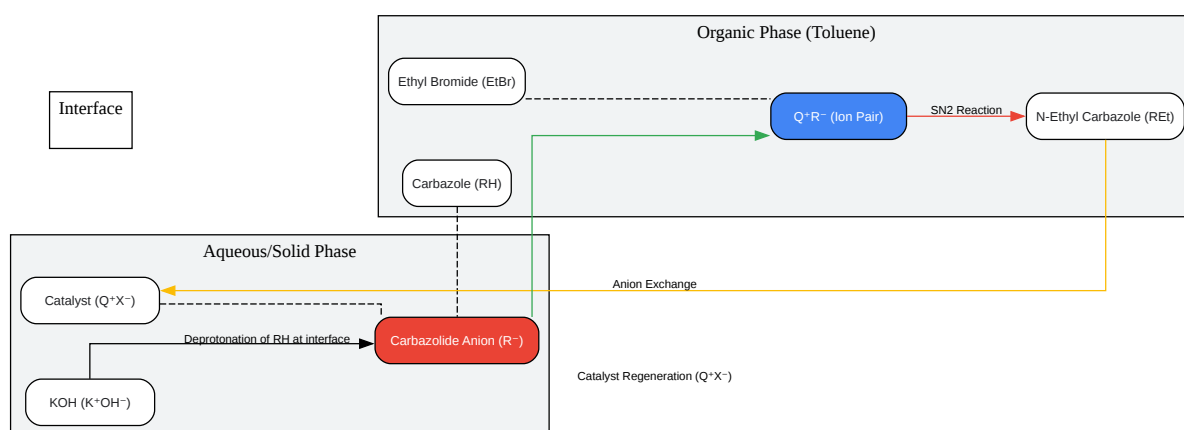 Organic Phase (Toluene)
Ethyl Bromide (EtBr)
Interface
Q⁺R⁻ (Ion Pair)
SN2 Reaction
N-Ethyl Carbazole (REt)
Carbazole (RH)
Aqueous/Solid Phase
Catalyst (Q⁺X⁻)
Anion Exchange
Deprotonation of RH at interface
Carbazolide Anion (R⁻)
Catalyst Regeneration (Q⁺X⁻)
KOH (K⁺OH⁻)